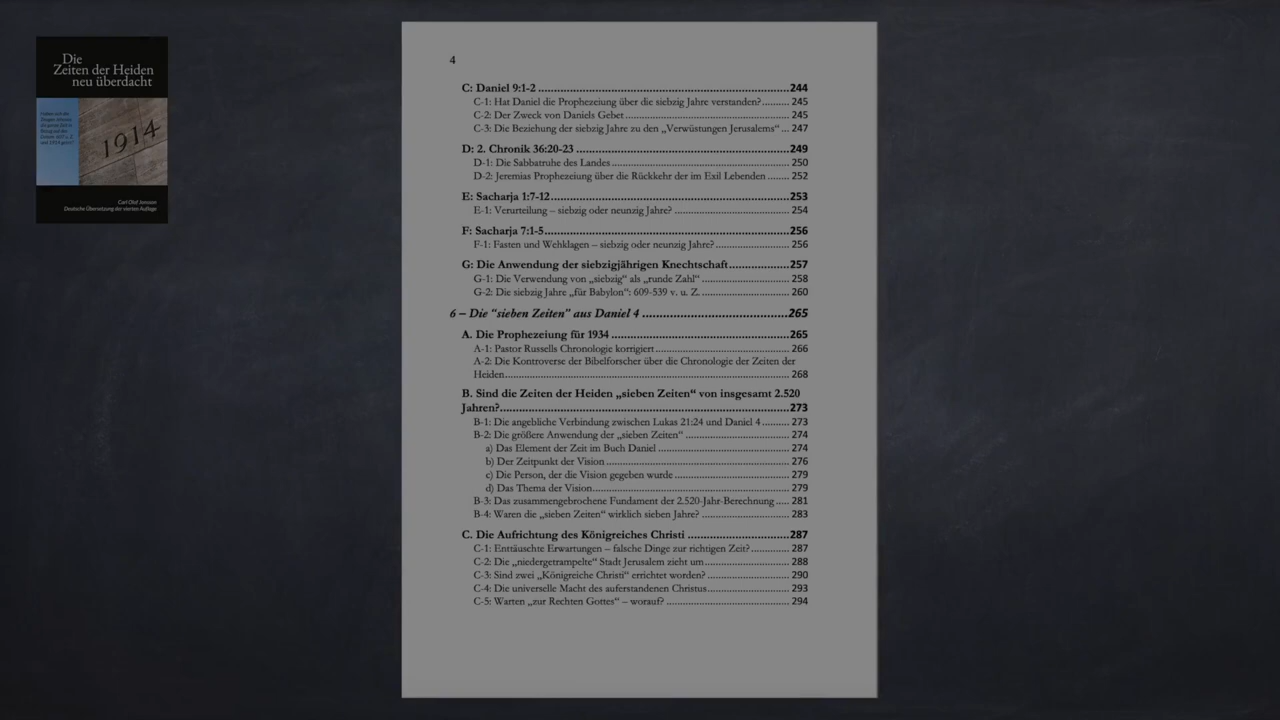 Die
Zeiten der Heiden
neu überdacht
1914
Carl Olof Jonsson
Deutsche Übersetzung der vierten Auflage
4
C: Daniel 9:1-2 ................................................................244
C-1: Hat Daniel die Prophezeiung über die siebzig Jahre verstanden?.......... 245
C-2: Der Zweck von Daniels Gebet ......................................................... 245
C-3: Die Beziehung der siebzig Jahre zu den „Verwüstungen Jerusalems“ ... 247
D: 2. Chronik 36:20-23 .......................................................249
D-1: Die Sabbatruhe des Landes ............................................................. 250
D-2: Jeremias Prophezeiung über die Rückkehr der im Exil Lebenden ........ 252
E: Sacharja 1:7-12..............................................................253
E-1: Verurteilung – siebzig oder neunzig Jahre? ........................................ 254
F: Sacharja 7:1-5................................................................256
F-1: Fasten und Wehklagen – siebzig oder neunzig Jahre? .......................... 256
G: Die Anwendung der siebzigjährigen Knechtschaft...............257
G-1: Die Verwendung von „siebzig“ als „runde Zahl“ ................................ 258
G-2: Die siebzig Jahre „für Babylon“: 609-539 v. u. Z. ............................... 260
6 – Die “sieben Zeiten” aus Daniel 4 ....................................265
A. Die Prophezeiung für 1934 ..............................................265
A-1: Pastor Russells Chronologie korrigiert ............................................... 266
A-2: Die Kontroverse der Bibelforscher über die Chronologie der Zeiten der
Heiden................................................................................................ 268
B. Sind die Zeiten der Heiden „sieben Zeiten“ von insgesamt 2.520
Jahren?............................................................................273
B-1: Die angebliche Verbindung zwischen Lukas 21:24 und Daniel 4 .......... 273
B-2: Die größere Anwendung der „sieben Zeiten“ ..................................... 274
a) Das Element der Zeit im Buch Daniel ............................................. 274
b) Der Zeitpunkt der Vision ............................................................... 276
c) Die Person, der die Vision gegeben wurde ....................................... 279
d) Das Thema der Vision.................................................................... 279
B-3: Das zusammengebrochene Fundament der 2.520-Jahr-Berechnung ..... 281
B-4: Waren die „sieben Zeiten“ wirklich sieben Jahre? ............................... 283
C. Die Aufrichtung des Königreiches Christi .........................287
C-1: Enttäuschte Erwartungen – falsche Dinge zur richtigen Zeit? .............. 287
C-2: Die „niedergetrampelte“ Stadt Jerusalem zieht um.............................. 288
C-3: Sind zwei „Königreiche Christi“ errichtet worden? ............................. 290
C-4: Die universelle Macht des auferstandenen Christus............................. 293
C-5: Warten „zur Rechten Gottes“ – worauf? ............................................ 294